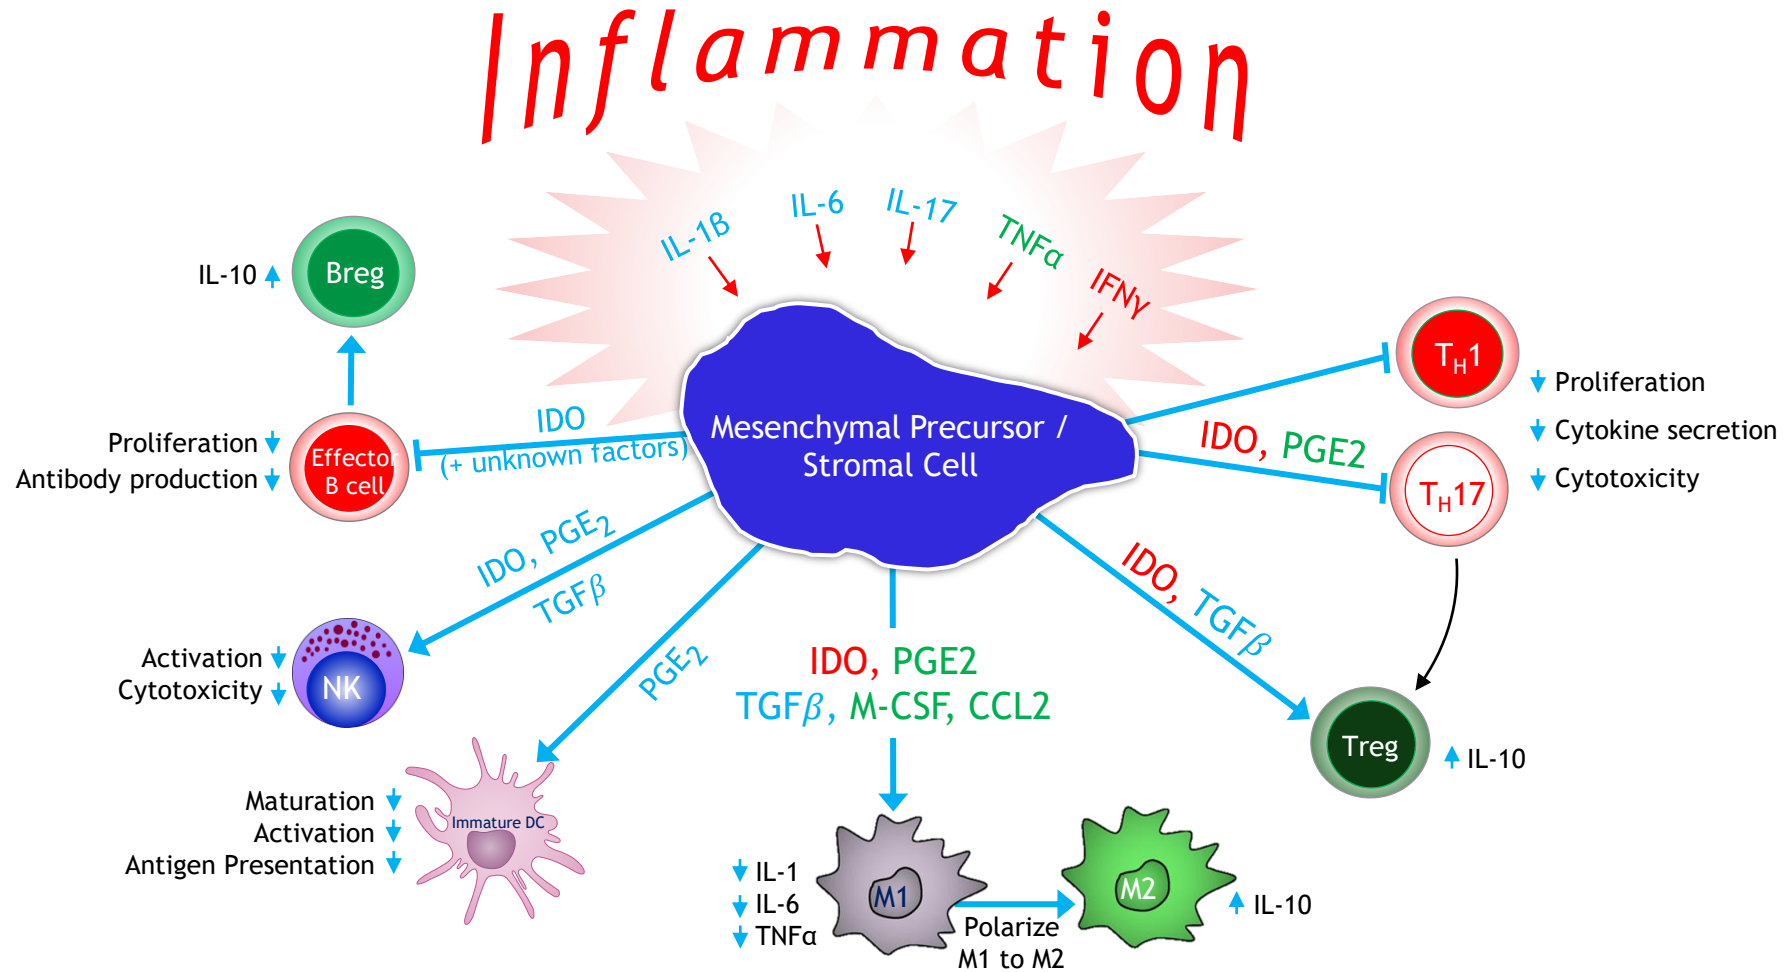 Inflammation
IL-1β
IL-6
IL-17
TNFα
IFNγ
Mesenchymal Precursor /
Stromal Cell
IL-10
Breg
Proliferation
Antibody production
Effector
B cell
IDO
(+ unknown factors)
IDO, PGE₂
TGFβ
Activation
Cytotoxicity
NK
PGE₂
Maturation
Activation
Antigen Presentation
Immature DC
IDO, PGE2
TGFβ, M-CSF, CCL2
IL-1
IL-6
TNFα
M1
Polarize
M1 to M2
M2
IL-10
IDO, TGFβ
Treg
IL-10
IDO, PGE2
TH1
TH17
Proliferation
Cytokine secretion
Cytotoxicity